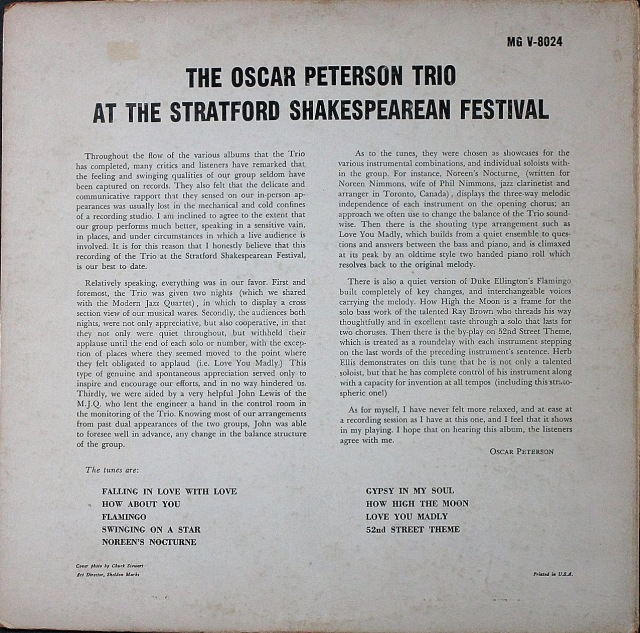 MG V-8024
THE OSCAR PETERSON TRIO
AT THE STRATFORD SHAKESPEAREAN FESTIVAL
Throughout the flow of the various albums that the Trio
has completed, many critics and listeners have remarked that
the feeling and swinging qualities of our group seldom have
been captured on records. They also felt that the delicate and
communicative rapport that they sensed on our in-person ap-
pearances was usually lost in the mechanical and cold confines
of a recording studio. I am inclined to agree to the extent that
our group performs much better, speaking in a sensitive vain,
in places, and under circumstances in which a live audience is
involved. It is for this reason that I honestly believe that this
recording of the Trio at the Stratford Shakespearean Festival,
is our best to date.
Relatively speaking, everything was in our favor. First and
foremost, the Trio was given two nights (which we shared
with the Modern Jazz Quartet), in which to display a cross
section view of our musical wares. Secondly, the audiences both
nights, were not only appreciative, but also cooperative, in that
they not only were quiet throughout, but withheld their
applause until the end of each solo or number, with the excep-
tion of places where they seemed moved to the point where
they felt obligated to applaud (i.e. Love You Madly.) This
type of genuine and spontaneous appreciation served only to
inspire and encourage our efforts, and in no way hindered us.
Thirdly, we were aided by a very helpful John Lewis of the
M.J.Q. who lent the engineer a hand in the control room in
the monitoring of the Trio. Knowing most of our arrangements
from past dual appearances of the two groups, John was able
to foresee well in advance, any change in the balance structure
of the group.
As to the tunes, they were chosen as showcases for the
various instrumental combinations, and individual soloists with-
in the group. For instance, Noreen's Nocturne, (written for
Noreen Nimmons, wife of Phil Nimmons, jazz clarinetist and
arranger in Toronto, Canada), displays the three-way melodic
independence of each instrument on the opening chorus; an
approach we often use to change the balance of the Trio sound-
wise. Then there is the shouting type arrangement such as
Love You Madly, which builds from a quiet ensemble to ques-
tions and answers between the bass and piano, and is climaxed
at its peak by an oldtime style two handed piano roll which
resolves back to the original melody.
There is also a quiet version of Duke Ellington's Flamingo
built completely of key changes, and interchangeable voices
carrying the melody. How High the Moon is a frame for the
solo bass work of the talented Ray Brown who threads his way
thoughtfully and in excellent taste through a solo that lasts for
two choruses. Then there is the by-play on 52nd Street Theme,
which is treated as a roundelay with each instrument stepping
on the last words of the preceding instrument's sentence. Herb
Ellis demonstrates on this tune that he is not only a talented
soloist, but that he has complete control of his instrument along
with a capacity for invention at all tempos (including this strato-
spheric one!)
As for myself, I have never felt more relaxed, and at ease at
a recording session as I have at this one, and I feel that it shows
in my playing. I hope that on hearing this album, the listeners
agree with me.
OSCAR PETERSON
The tunes are:
FALLING IN LOVE WITH LOVE
HOW ABOUT YOU
FLAMINGO
SWINGING ON A STAR
NOREEN'S NOCTURNE
GYPSY IN MY SOUL
HOW HIGH THE MOON
LOVE YOU MADLY
52nd STREET THEME
Cover photo by Chuck Stewart
Art Director, Sheldon Marks
Printed in U.S.A.